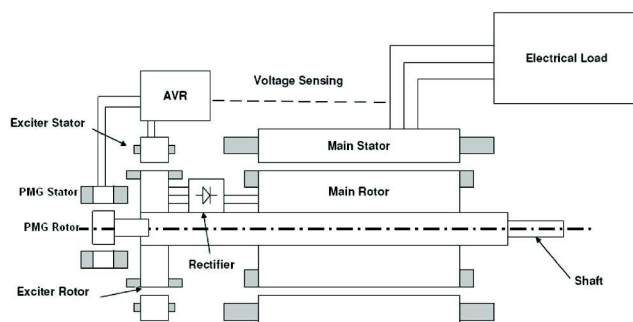 Electrical Load
Voltage Sensing
AVR
Exciter Stator
Main Stator
PMG Stator
Main Rotor
PMG Rotor
Rectifier
Shaft
Exciter Rotor